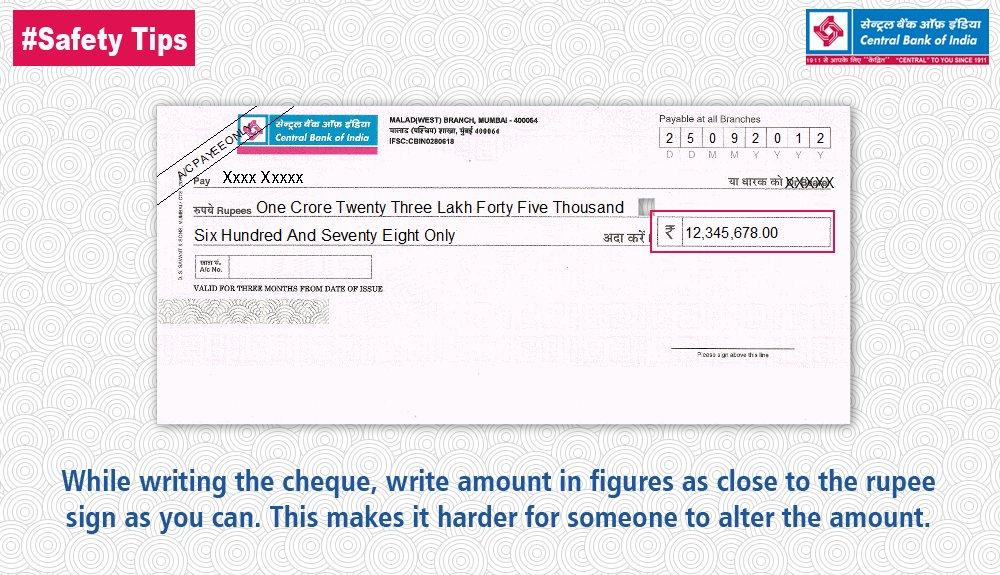 #Safety Tips
सेन्ट्रल बैंक ऑफ़ इंडिया
Central Bank of India
1911 से आपके लिए "केंद्रित" "CENTRAL" TO YOU SINCE 1911
A/C PAYEE ONLY
सेन्ट्रल बैंक ऑफ़ इंडिया
Central Bank of India
MALAD(WEST) BRANCH, MUMBAI - 400064
मालाड (पश्चिम) शाखा, मुंबई 400064
IFSC:CBIN0280618
Payable at all Branches
2 5 0 9 2 0 1 2
D D M M Y Y Y Y
Pay Xxxx Xxxxx या धारक को
रुपये Rupees One Crore Twenty Three Lakh Forty Five Thousand
Six Hundred And Seventy Eight Only अदा करें ₹ 12,345,678.00
खाता सं.
A/c No.
VALID FOR THREE MONTHS FROM DATE OF ISSUE
Please sign above this line
While writing the cheque, write amount in figures as close to the rupee
sign as you can. This makes it harder for someone to alter the amount.